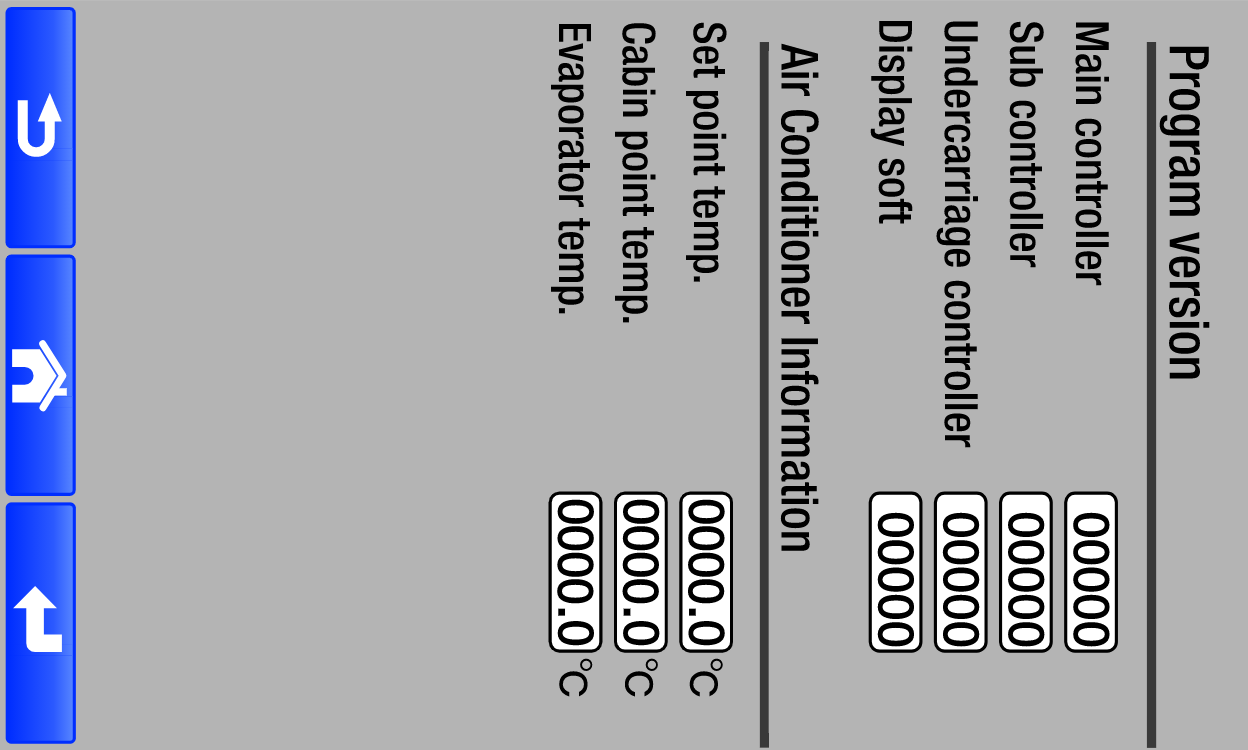 Program version
Main controller 00000
Sub controller 00000
Undercarriage controller 00000
Display soft 00000
Air Conditioner Information
Set point temp. 0000.0 °C
Cabin point temp. 0000.0 °C
Evaporator temp. 0000.0 °C